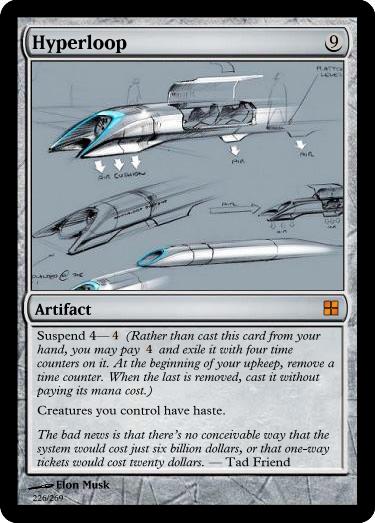 Hyperloop 9
PLATFO
LEVEL
AIR CUSHION
AIR
AIR
AIR
Artifact
Suspend 4—4 (Rather than cast this card from your
hand, you may pay 4 and exile it with four time
counters on it. At the beginning of your upkeep, remove a
time counter. When the last is removed, cast it without
paying its mana cost.)
Creatures you control have haste.
The bad news is that there's no conceivable way that the
system would cost just six billion dollars, or that one-way
tickets would cost twenty dollars. — Tad Friend
Elon Musk
226/269